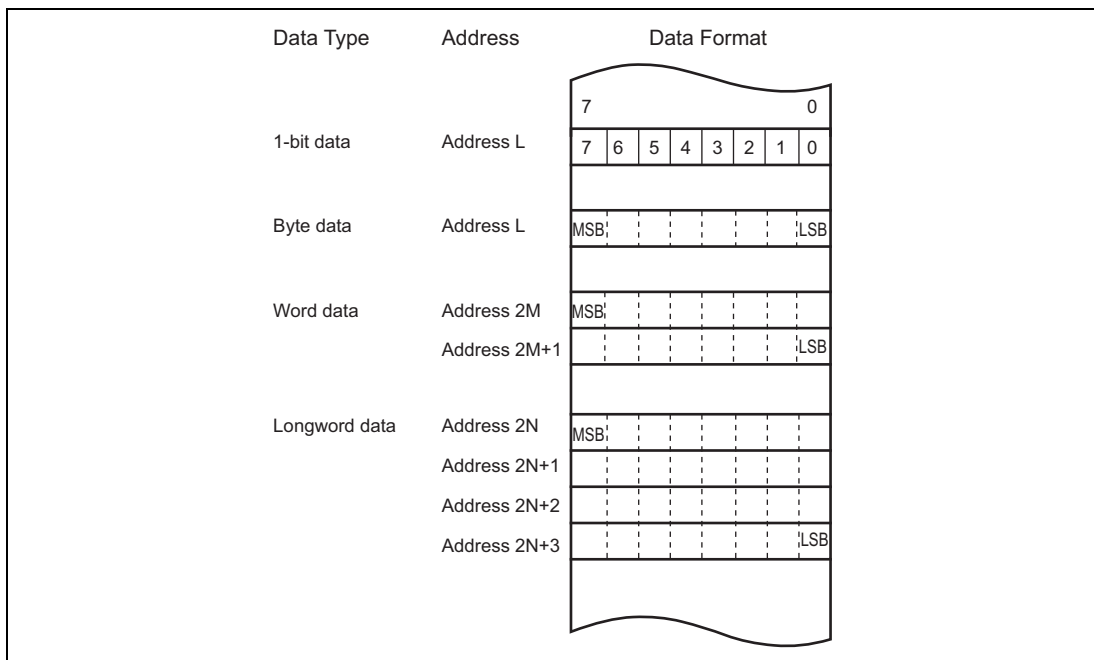 Data Type Address Data Format
7 0
1-bit data Address L 7 6 5 4 3 2 1 0
Byte data Address L MSB LSB
Word data Address 2M MSB
Address 2M+1 LSB
Longword data Address 2N MSB
Address 2N+1
Address 2N+2
Address 2N+3 LSB